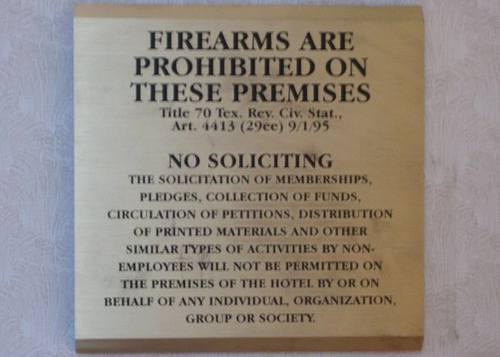 FIREARMS ARE
PROHIBITED ON
THESE PREMISES
Title 70 Tex. Rev. Civ. Stat.,
Art. 4413 (29ee) 9/1/95
NO SOLICITING
THE SOLICITATION OF MEMBERSHIPS,
PLEDGES, COLLECTION OF FUNDS,
CIRCULATION OF PETITIONS, DISTRIBUTION
OF PRINTED MATERIALS AND OTHER
SIMILAR TYPES OF ACTIVITIES BY NON-
EMPLOYEES WILL NOT BE PERMITTED ON
THE PREMISES OF THE HOTEL BY OR ON
BEHALF OF ANY INDIVIDUAL, ORGANIZATION,
GROUP OR SOCIETY.